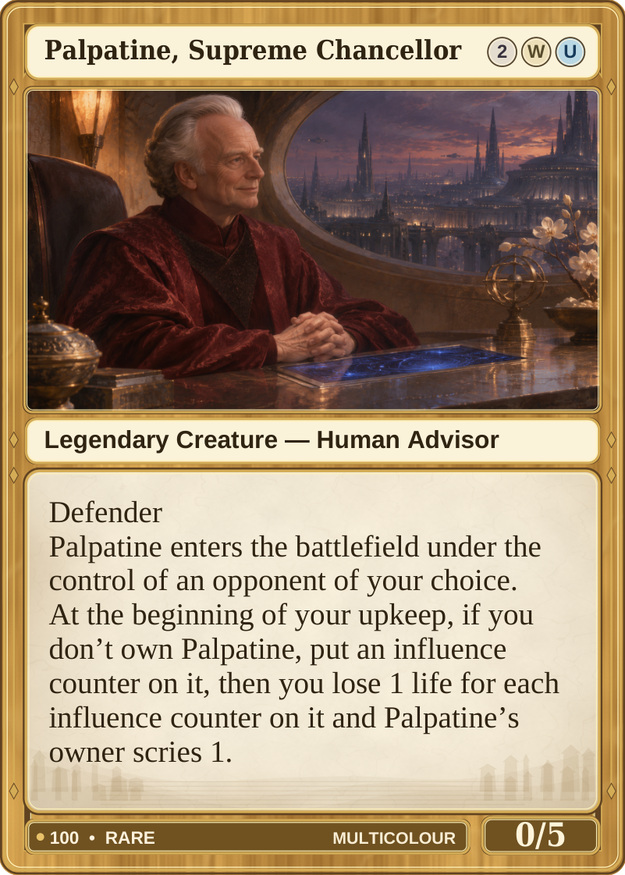 Palpatine, Supreme Chancellor 2 W U
Legendary Creature — Human Advisor
Defender
Palpatine enters the battlefield under the
control of an opponent of your choice.
At the beginning of your upkeep, if you
don’t own Palpatine, put an influence
counter on it, then you lose 1 life for each
influence counter on it and Palpatine’s
owner scries 1.
100 • RARE MULTICOLOUR 0/5